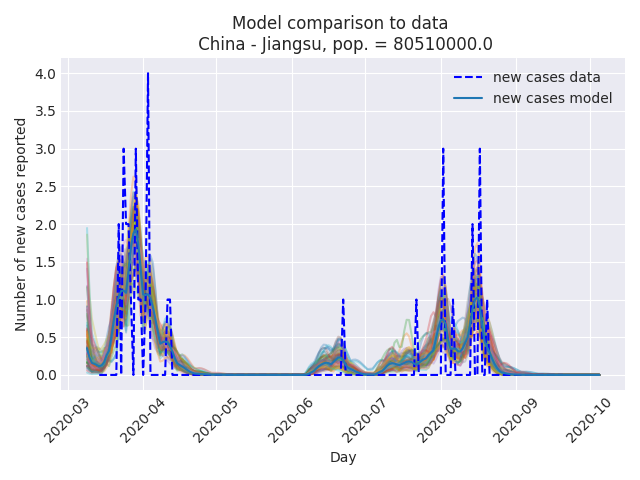 Model comparison to data
China - Jiangsu, pop. = 80510000.0
new cases data
new cases model
Number of new cases reported
4.0
3.5
3.0
2.5
2.0
1.5
1.0
0.5
0.0
2020-03
2020-04
2020-05
2020-06
2020-07
2020-08
2020-09
2020-10
Day